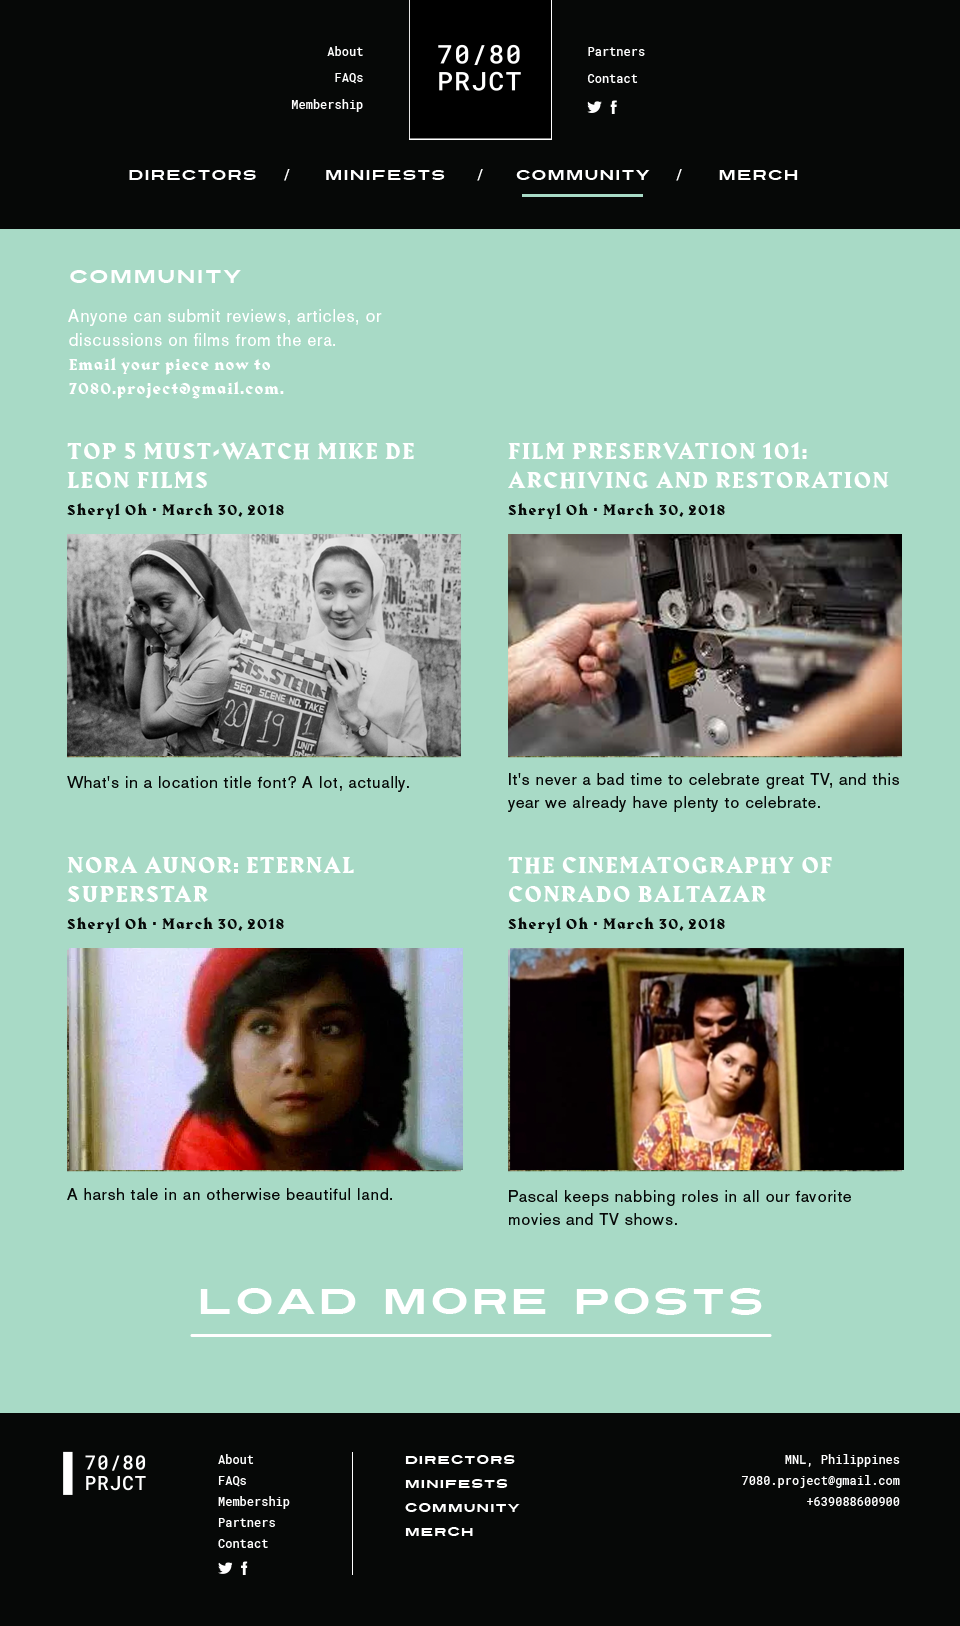 About
FAQs
Membership
70/80
PRJCT
Partners
Contact
DIRECTORS / MINIFESTS / COMMUNITY / MERCH
COMMUNITY
Anyone can submit reviews, articles, or
discussions on films from the era.
Email your piece now to
7080.project@gmail.com.
TOP 5 MUST-WATCH MIKE DE
LEON FILMS
Sheryl Oh · March 30, 2018
SiS. STELLA
SEQ SCENE NO. TAKE
20 19 1
UNIT
What's in a location title font? A lot, actually.
FILM PRESERVATION 101:
ARCHIVING AND RESTORATION
Sheryl Oh · March 30, 2018
It's never a bad time to celebrate great TV, and this
year we already have plenty to celebrate.
NORA AUNOR: ETERNAL
SUPERSTAR
Sheryl Oh · March 30, 2018
A harsh tale in an otherwise beautiful land.
THE CINEMATOGRAPHY OF
CONRADO BALTAZAR
Sheryl Oh · March 30, 2018
Pascal keeps nabbing roles in all our favorite
movies and TV shows.
LOAD MORE POSTS
70/80
PRJCT
About
FAQs
Membership
Partners
Contact
DIRECTORS
MINIFESTS
COMMUNITY
MERCH
MNL, Philippines
7080.project@gmail.com
+639088600900